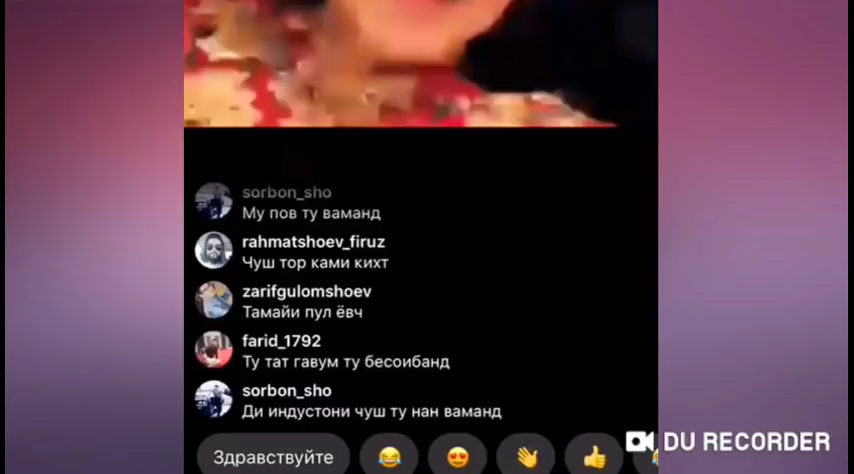 sorbon_sho
Му пов ту ваманд
rahmatshoev_firuz
Чуш тор ками кихт
zarifgulomshoev
Тамайи пул ёвч
farid_1792
Ту тат гавум ту бесоибанд
sorbon_sho
Ди индустони чуш ту нан ваманд
Здравствуйте
DU RECORDER